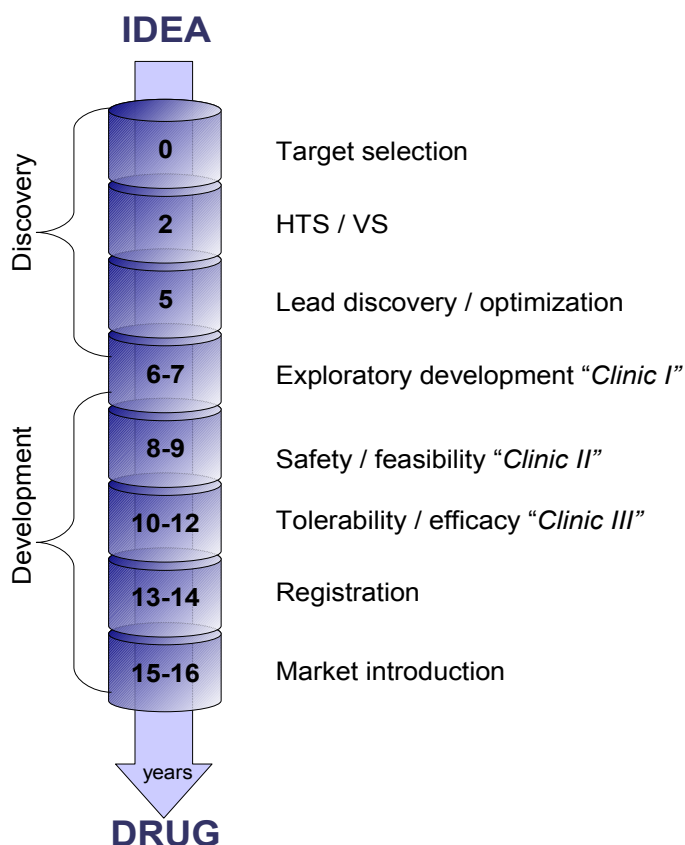 IDEA
Discovery
0 Target selection
2 HTS / VS
5 Lead discovery / optimization
6-7 Exploratory development “Clinic I”
Development
8-9 Safety / feasibility “Clinic II”
10-12 Tolerability / efficacy “Clinic III”
13-14 Registration
15-16 Market introduction
years
DRUG